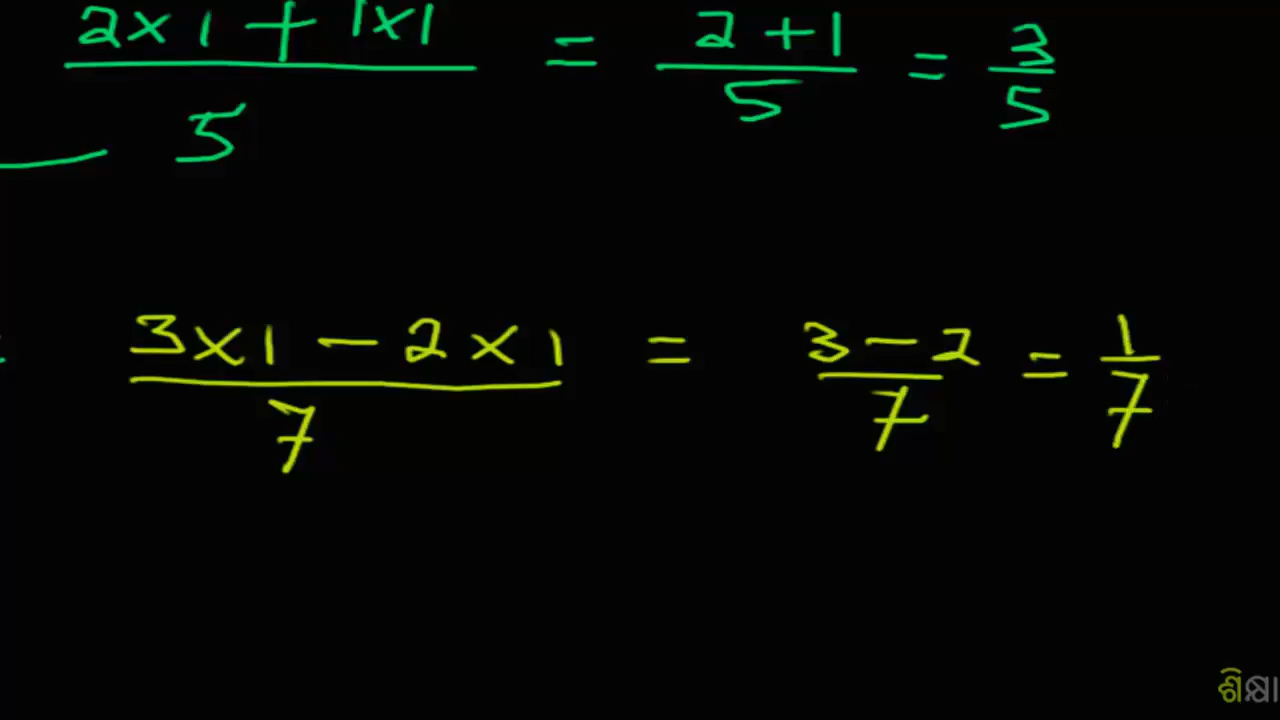 2×1 + 1×1 / 5 = 2+1 / 5 = 3 / 5
3×1 − 2×1 / 7 = 3−2 / 7 = 1 / 7
ଶିକ୍ଷା